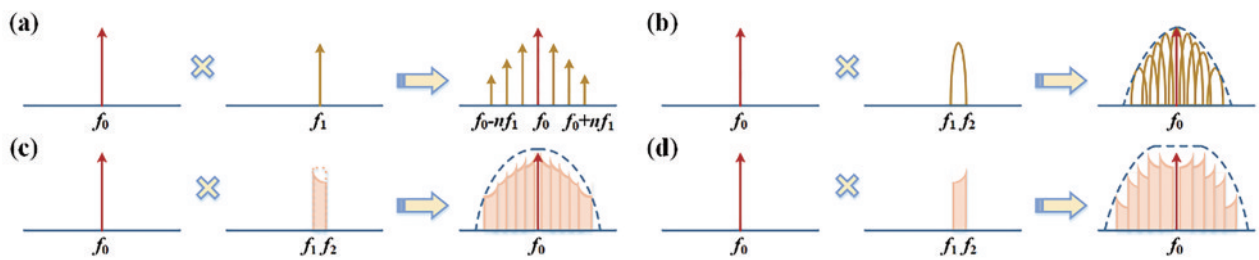 (a)
f₀ f₁ f₀-nf₁ f₀ f₀+nf₁
(b)
f₀ f₁ f₂ f₀
(c)
f₀ f₁ f₂ f₀
(d)
f₀ f₁ f₂ f₀